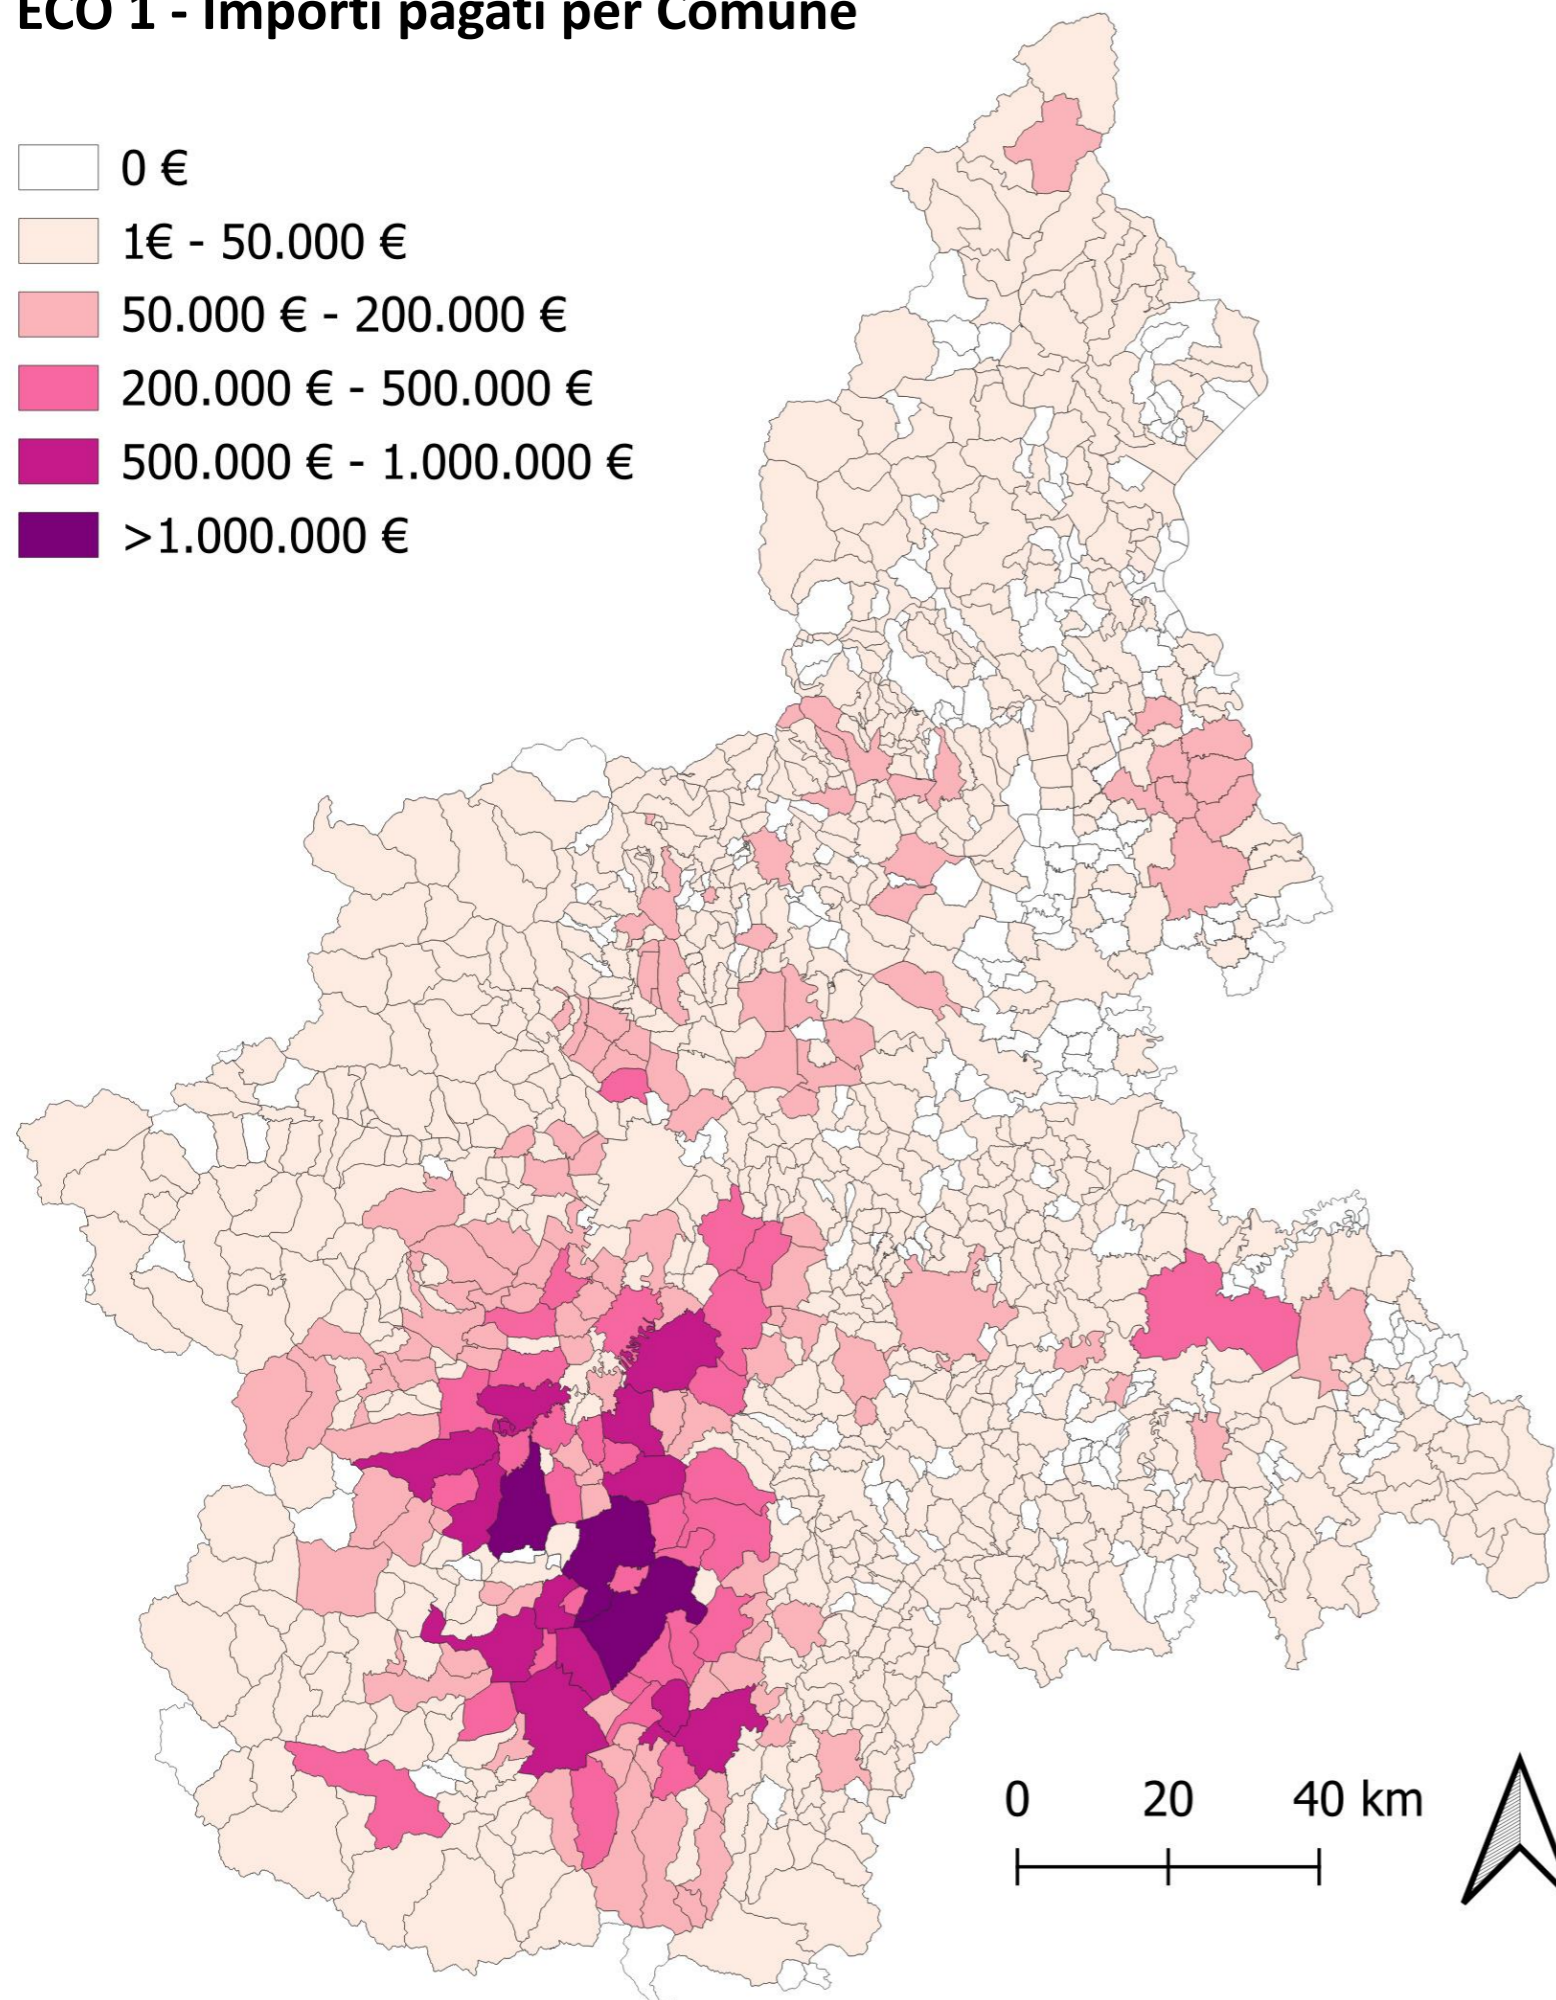 ECO 1 - Importi pagati per Comune
0 €
1€ - 50.000 €
50.000 € - 200.000 €
200.000 € - 500.000 €
500.000 € - 1.000.000 €
>1.000.000 €
0 20 40 km